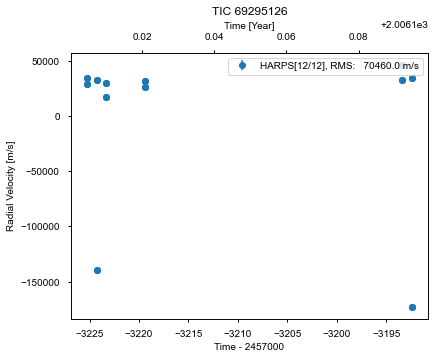 TIC 69295126
Time [Year]
0.02 0.04 0.06 0.08
+2.0061e3
HARPS[12/12], RMS: 70460.0 m/s
Radial Velocity [m/s]
50000
0
−50000
−100000
−150000
−3225 −3220 −3215 −3210 −3205 −3200 −3195
Time - 2457000